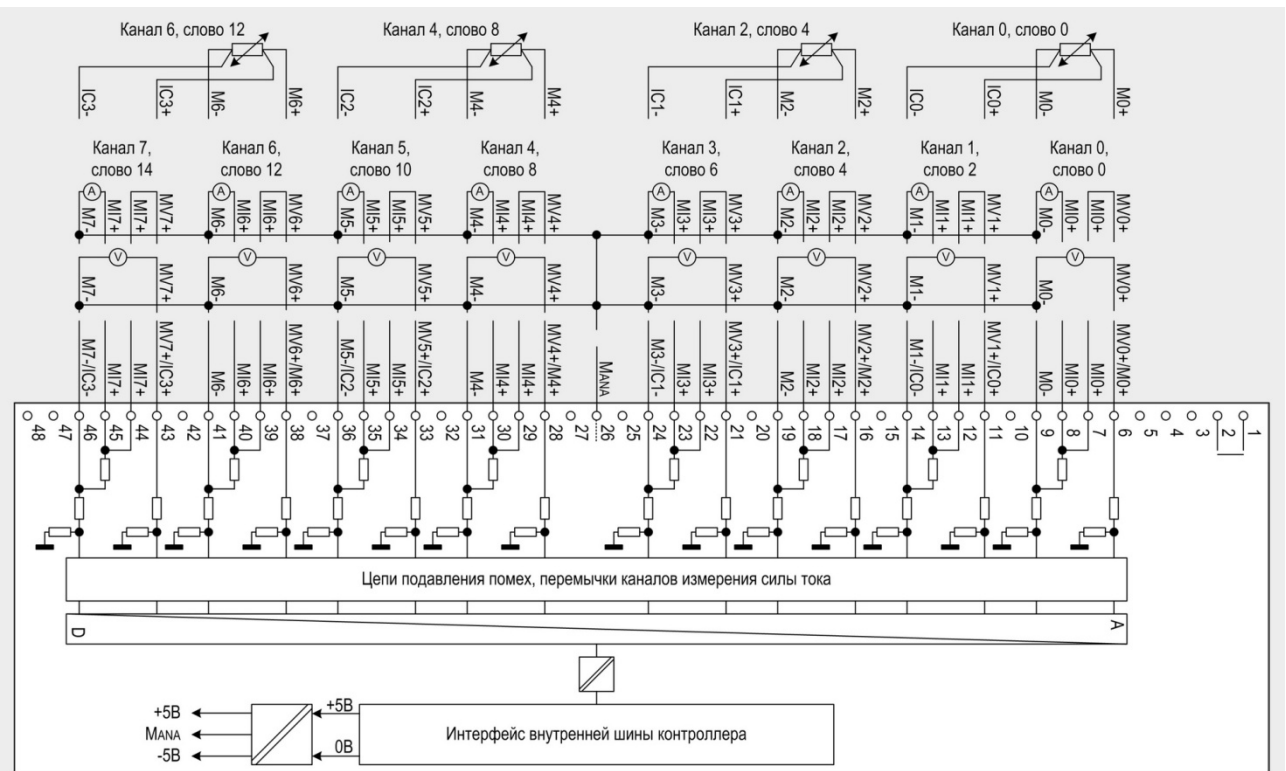 Канал 6, слово 12
Канал 4, слово 8
Канал 2, слово 4
Канал 0, слово 0
IC3-
IC3+
M6-
M6+
IC2-
IC2+
M4-
M4+
IC1-
IC1+
M2-
M2+
IC0-
IC0+
M0-
M0+
Канал 7,
слово 14
Канал 6,
слово 12
Канал 5,
слово 10
Канал 4,
слово 8
Канал 3,
слово 6
Канал 2,
слово 4
Канал 1,
слово 2
Канал 0,
слово 0
A
M7-
MI7+
MI7+
MV7+
A
M6-
MI6+
MI6+
MV6+
A
M5-
MI5+
MI5+
MV5+
A
M4-
MI4+
MI4+
MV4+
A
M3-
MI3+
MI3+
MV3+
A
M2-
MI2+
MI2+
MV2+
A
M1-
MI1+
MI1+
MV1+
A
M0-
MI0+
MI0+
MV0+
M7-
V
MV7+
M6-
V
MV6+
M5-
V
MV5+
M4-
V
MV4+
M3-
V
MV3+
M2-
V
MV2+
M1-
V
MV1+
M0-
V
MV0+
M7-/IC3-
MI7+
MI7+
MV7+/IC3+
M6-
MI6+
MI6+
MV6+/M6+
M5-/IC2-
MI5+
MI5+
MV5+/IC2+
M4-
MI4+
MI4+
MV4+/M4+
MANA
M3-/IC1-
MI3+
MI3+
MV3+/IC1+
M2-
MI2+
MI2+
MV2+/M2+
M1-/IC0-
MI1+
MI1+
MV1+/IC0+
M0-
MI0+
MI0+
MV0+/M0+
48
47
46
45
44
43
42
41
40
39
38
37
36
35
34
33
32
31
30
29
28
27
26
25
24
23
22
21
20
19
18
17
16
15
14
13
12
11
10
9
8
7
6
5
4
3
2
1
Цепи подавления помех, перемычки каналов измерения силы тока
D
A
+5В
MANA
-5В
+5В
0В
Интерфейс внутренней шины контроллера